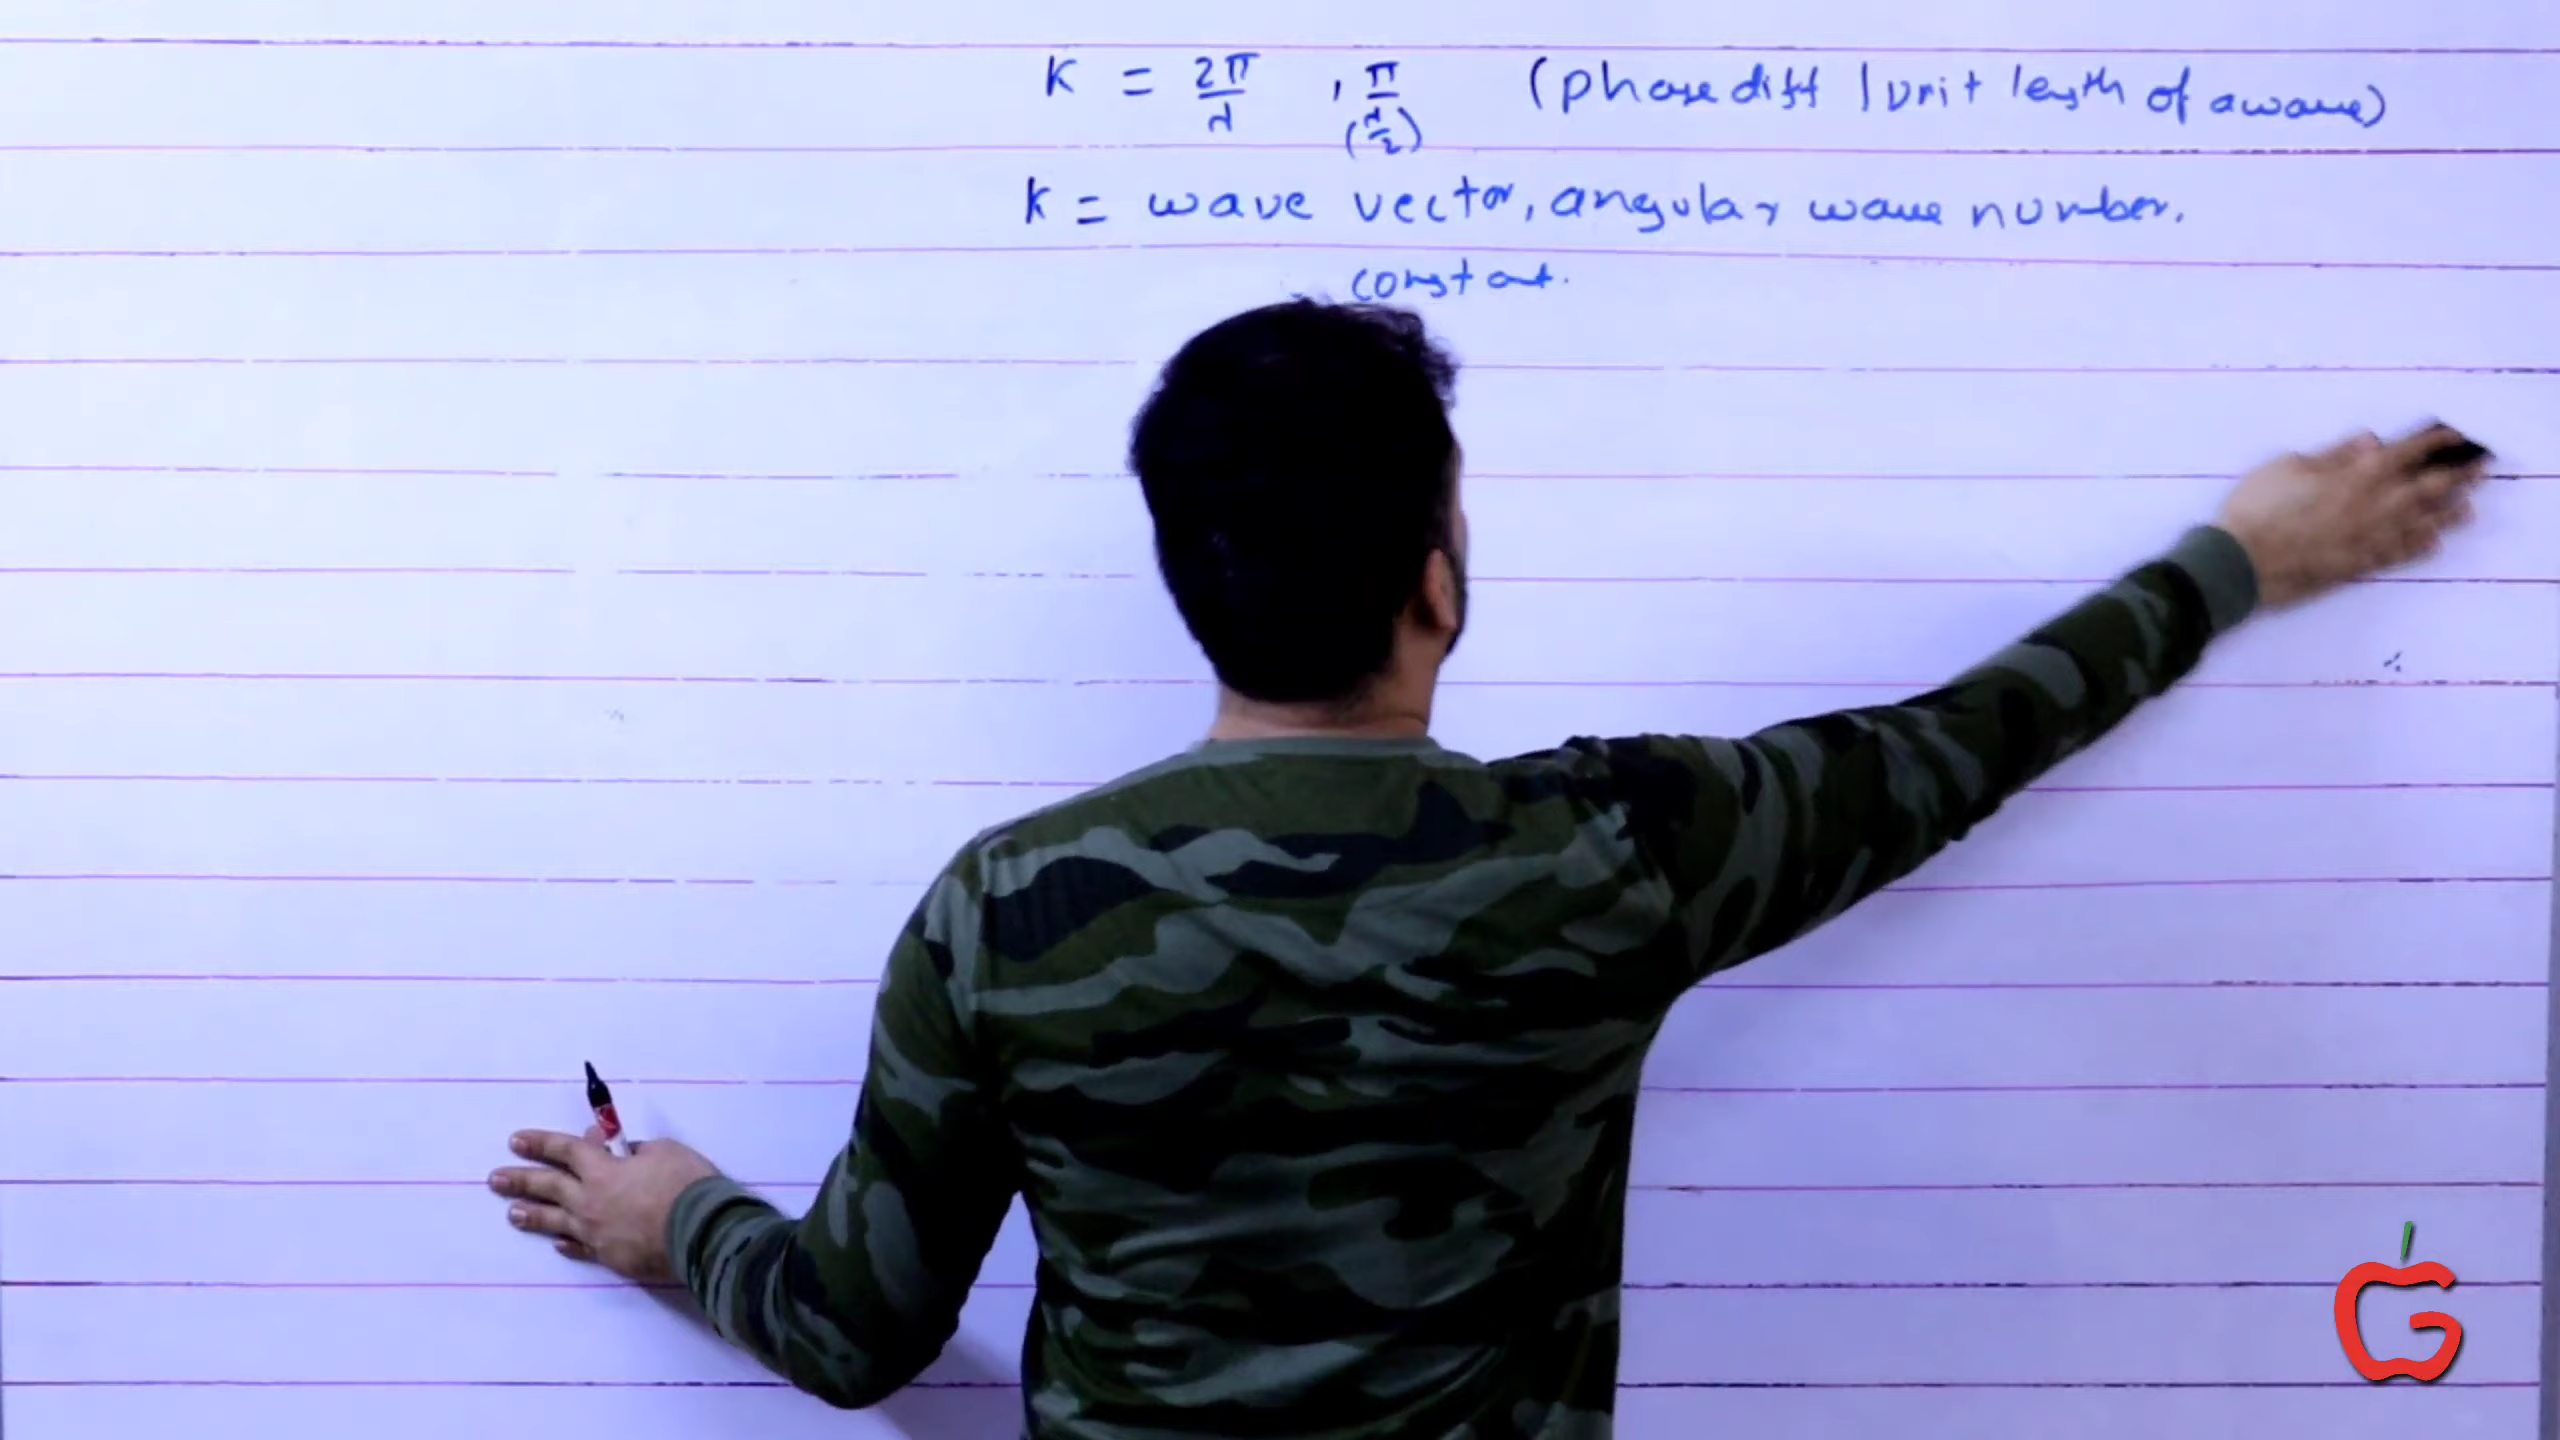 K = 2π/λ , π/(λ/2) (phase diff / unit length of a wave)
K = wave vector, angular wave number.
constant.
G